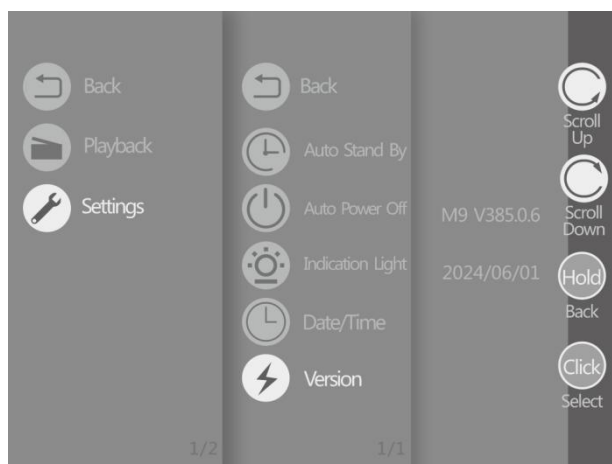 Back
Playback
Settings
1/2
Back
Auto Stand By
Auto Power Off
Indication Light
Date/Time
Version
1/1
M9 V385.0.6
2024/06/01
Scroll
Up
Scroll
Down
Hold
Back
Click
Select